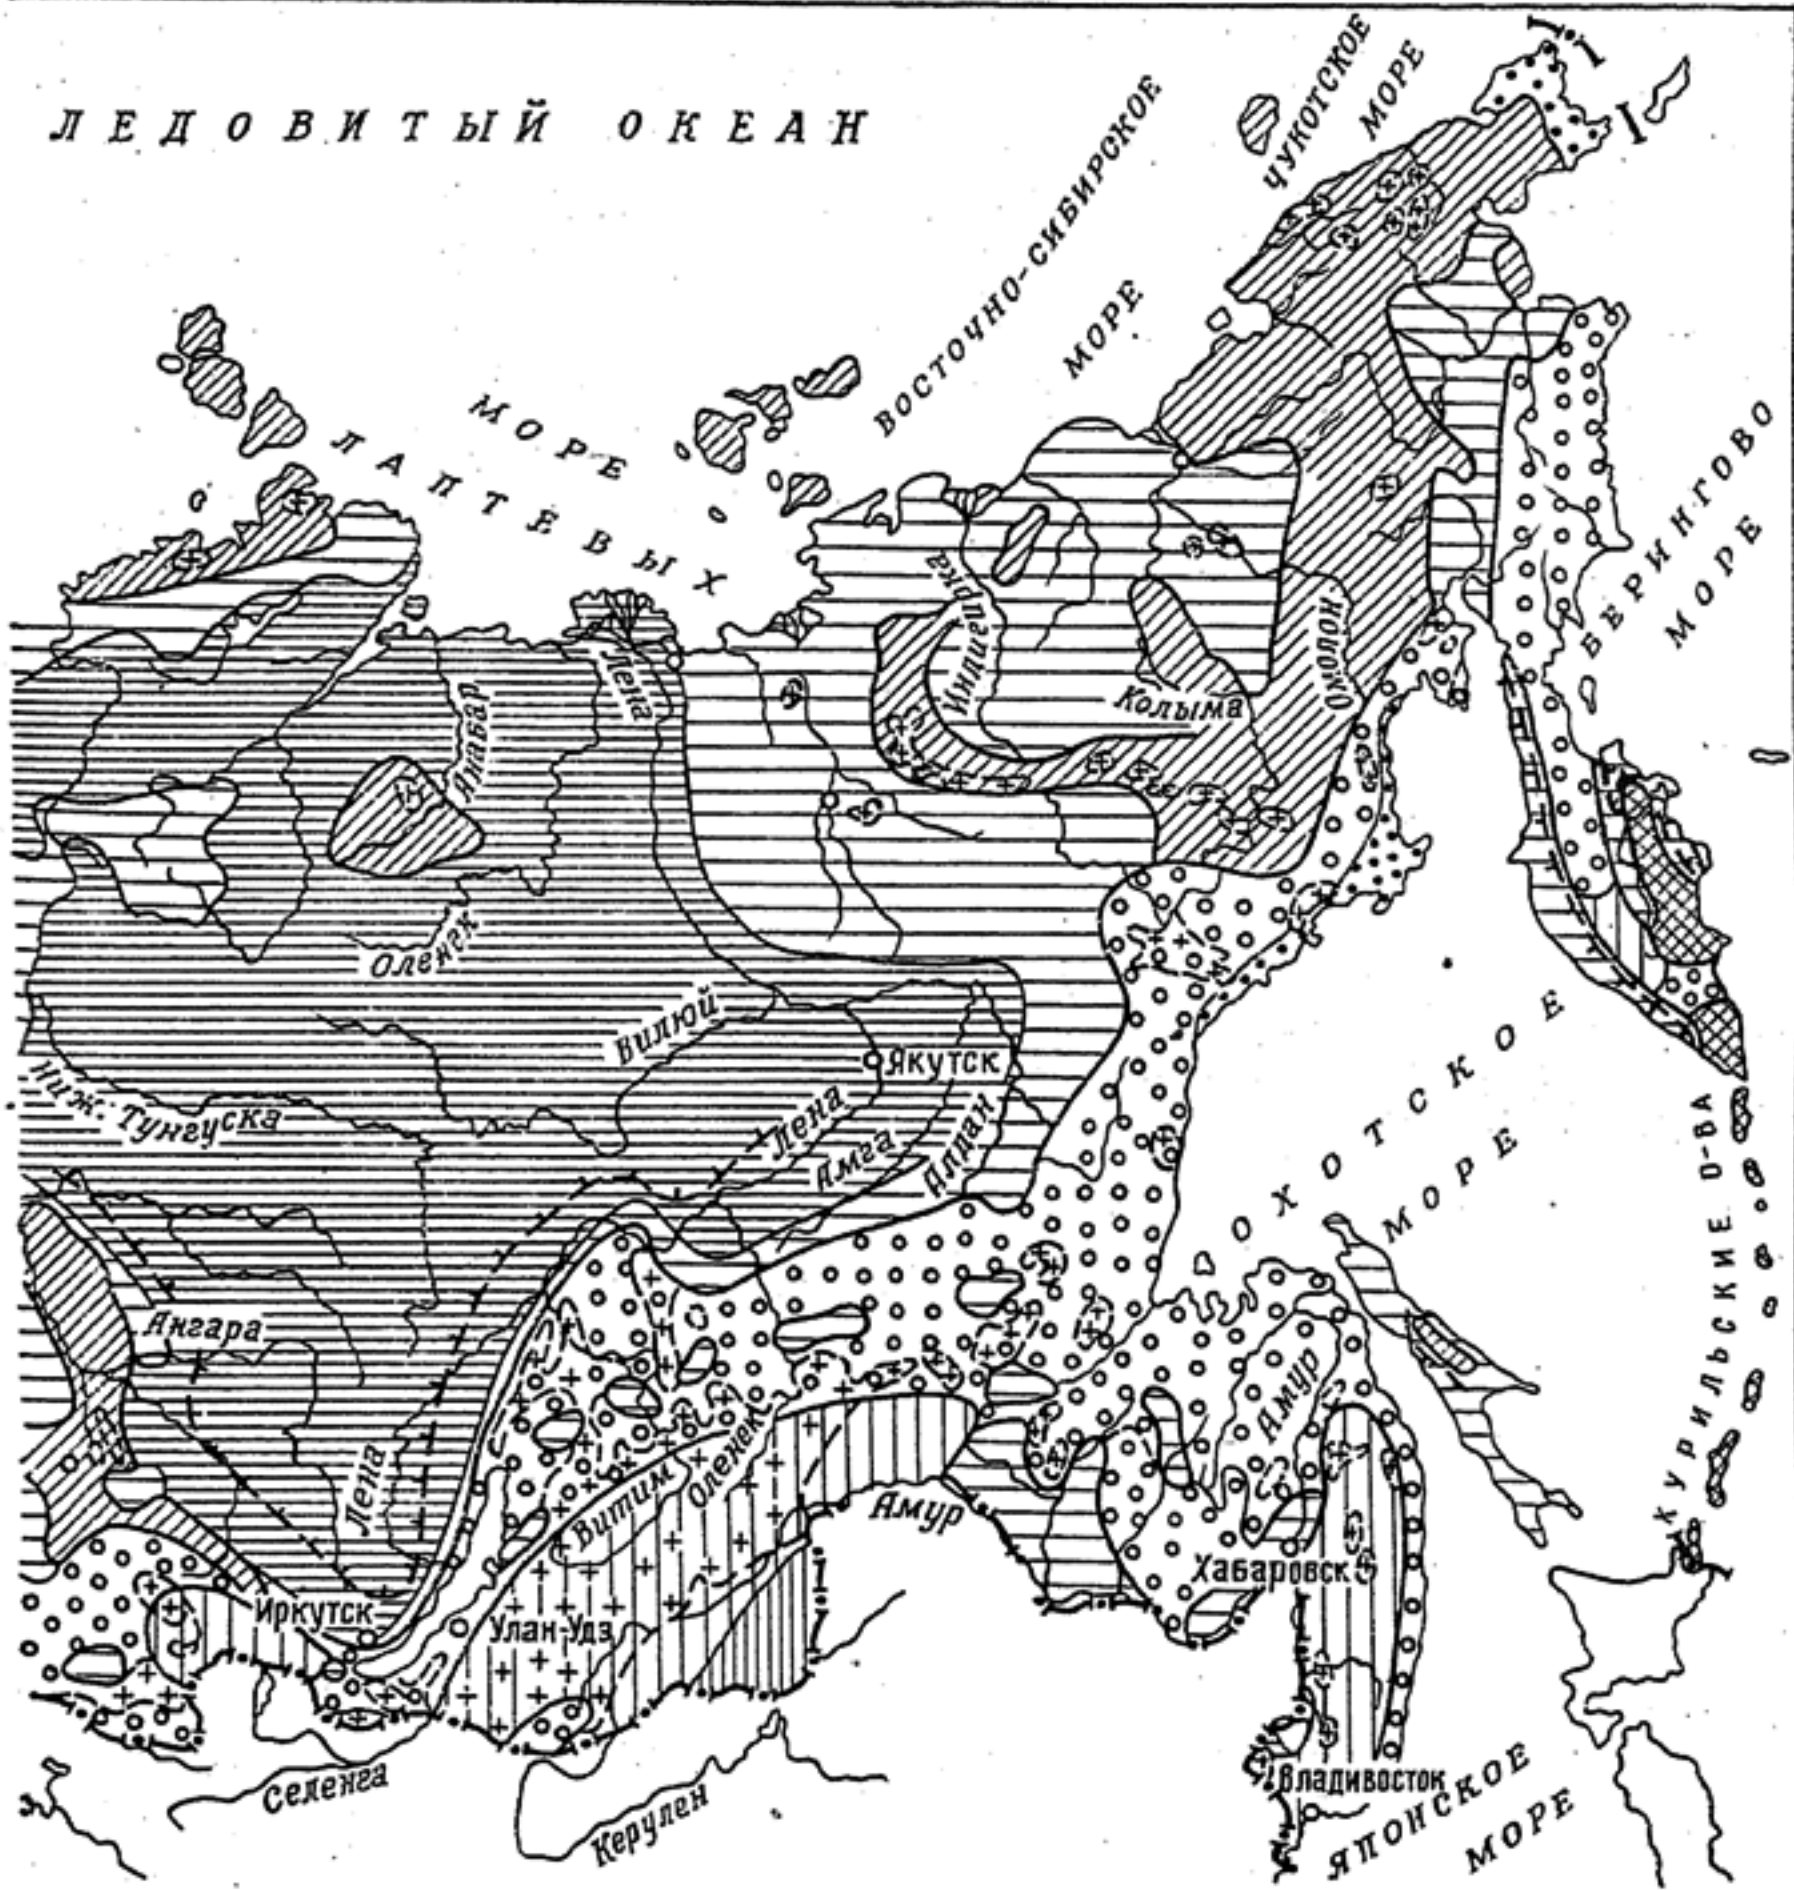 ЛЕДОВИТЫЙ ОКЕАН
ЧУКОТСКОЕ
МОРЕ
ВОСТОЧНО-СИБИРСКОЕ
МОРЕ
МОРЕ
ЛАПТЕВЫХ
БЕРИНГОВО
МОРЕ
Индигирка
Лена
Анабар
Колыма
Омолой
Оленек
Вилюй
Якутск
Ниж. Тунгуска
Лена
Амга
Алдан
ОХОТСКОЕ
МОРЕ
КУРИЛЬСКИЕ О-ВА
Ангара
Амур
Лена
Витим
Оленек
Амур
Хабаровск
Иркутск
Улан-Удэ
Селенга
Керулен
Владивосток
ЯПОНСКОЕ
МОРЕ